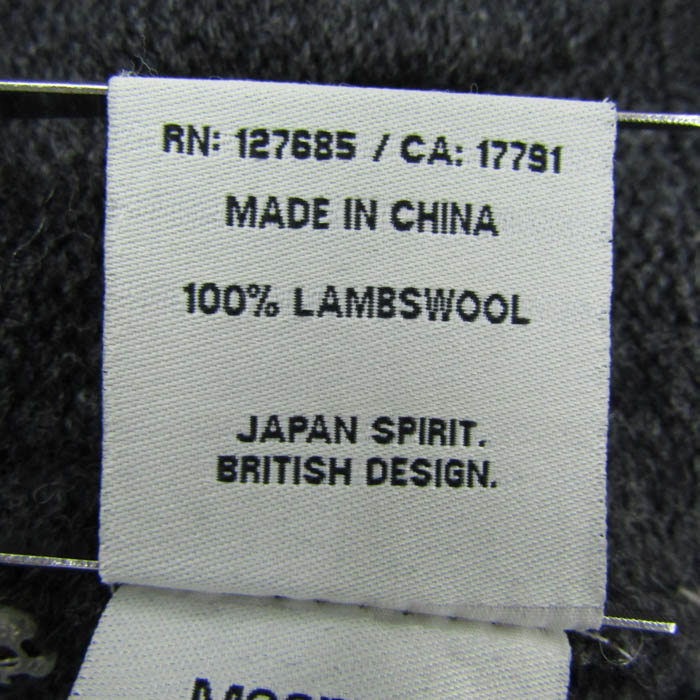 RN: 127685 / CA: 17791
MADE IN CHINA
100% LAMBSWOOL
JAPAN SPIRIT.
BRITISH DESIGN.